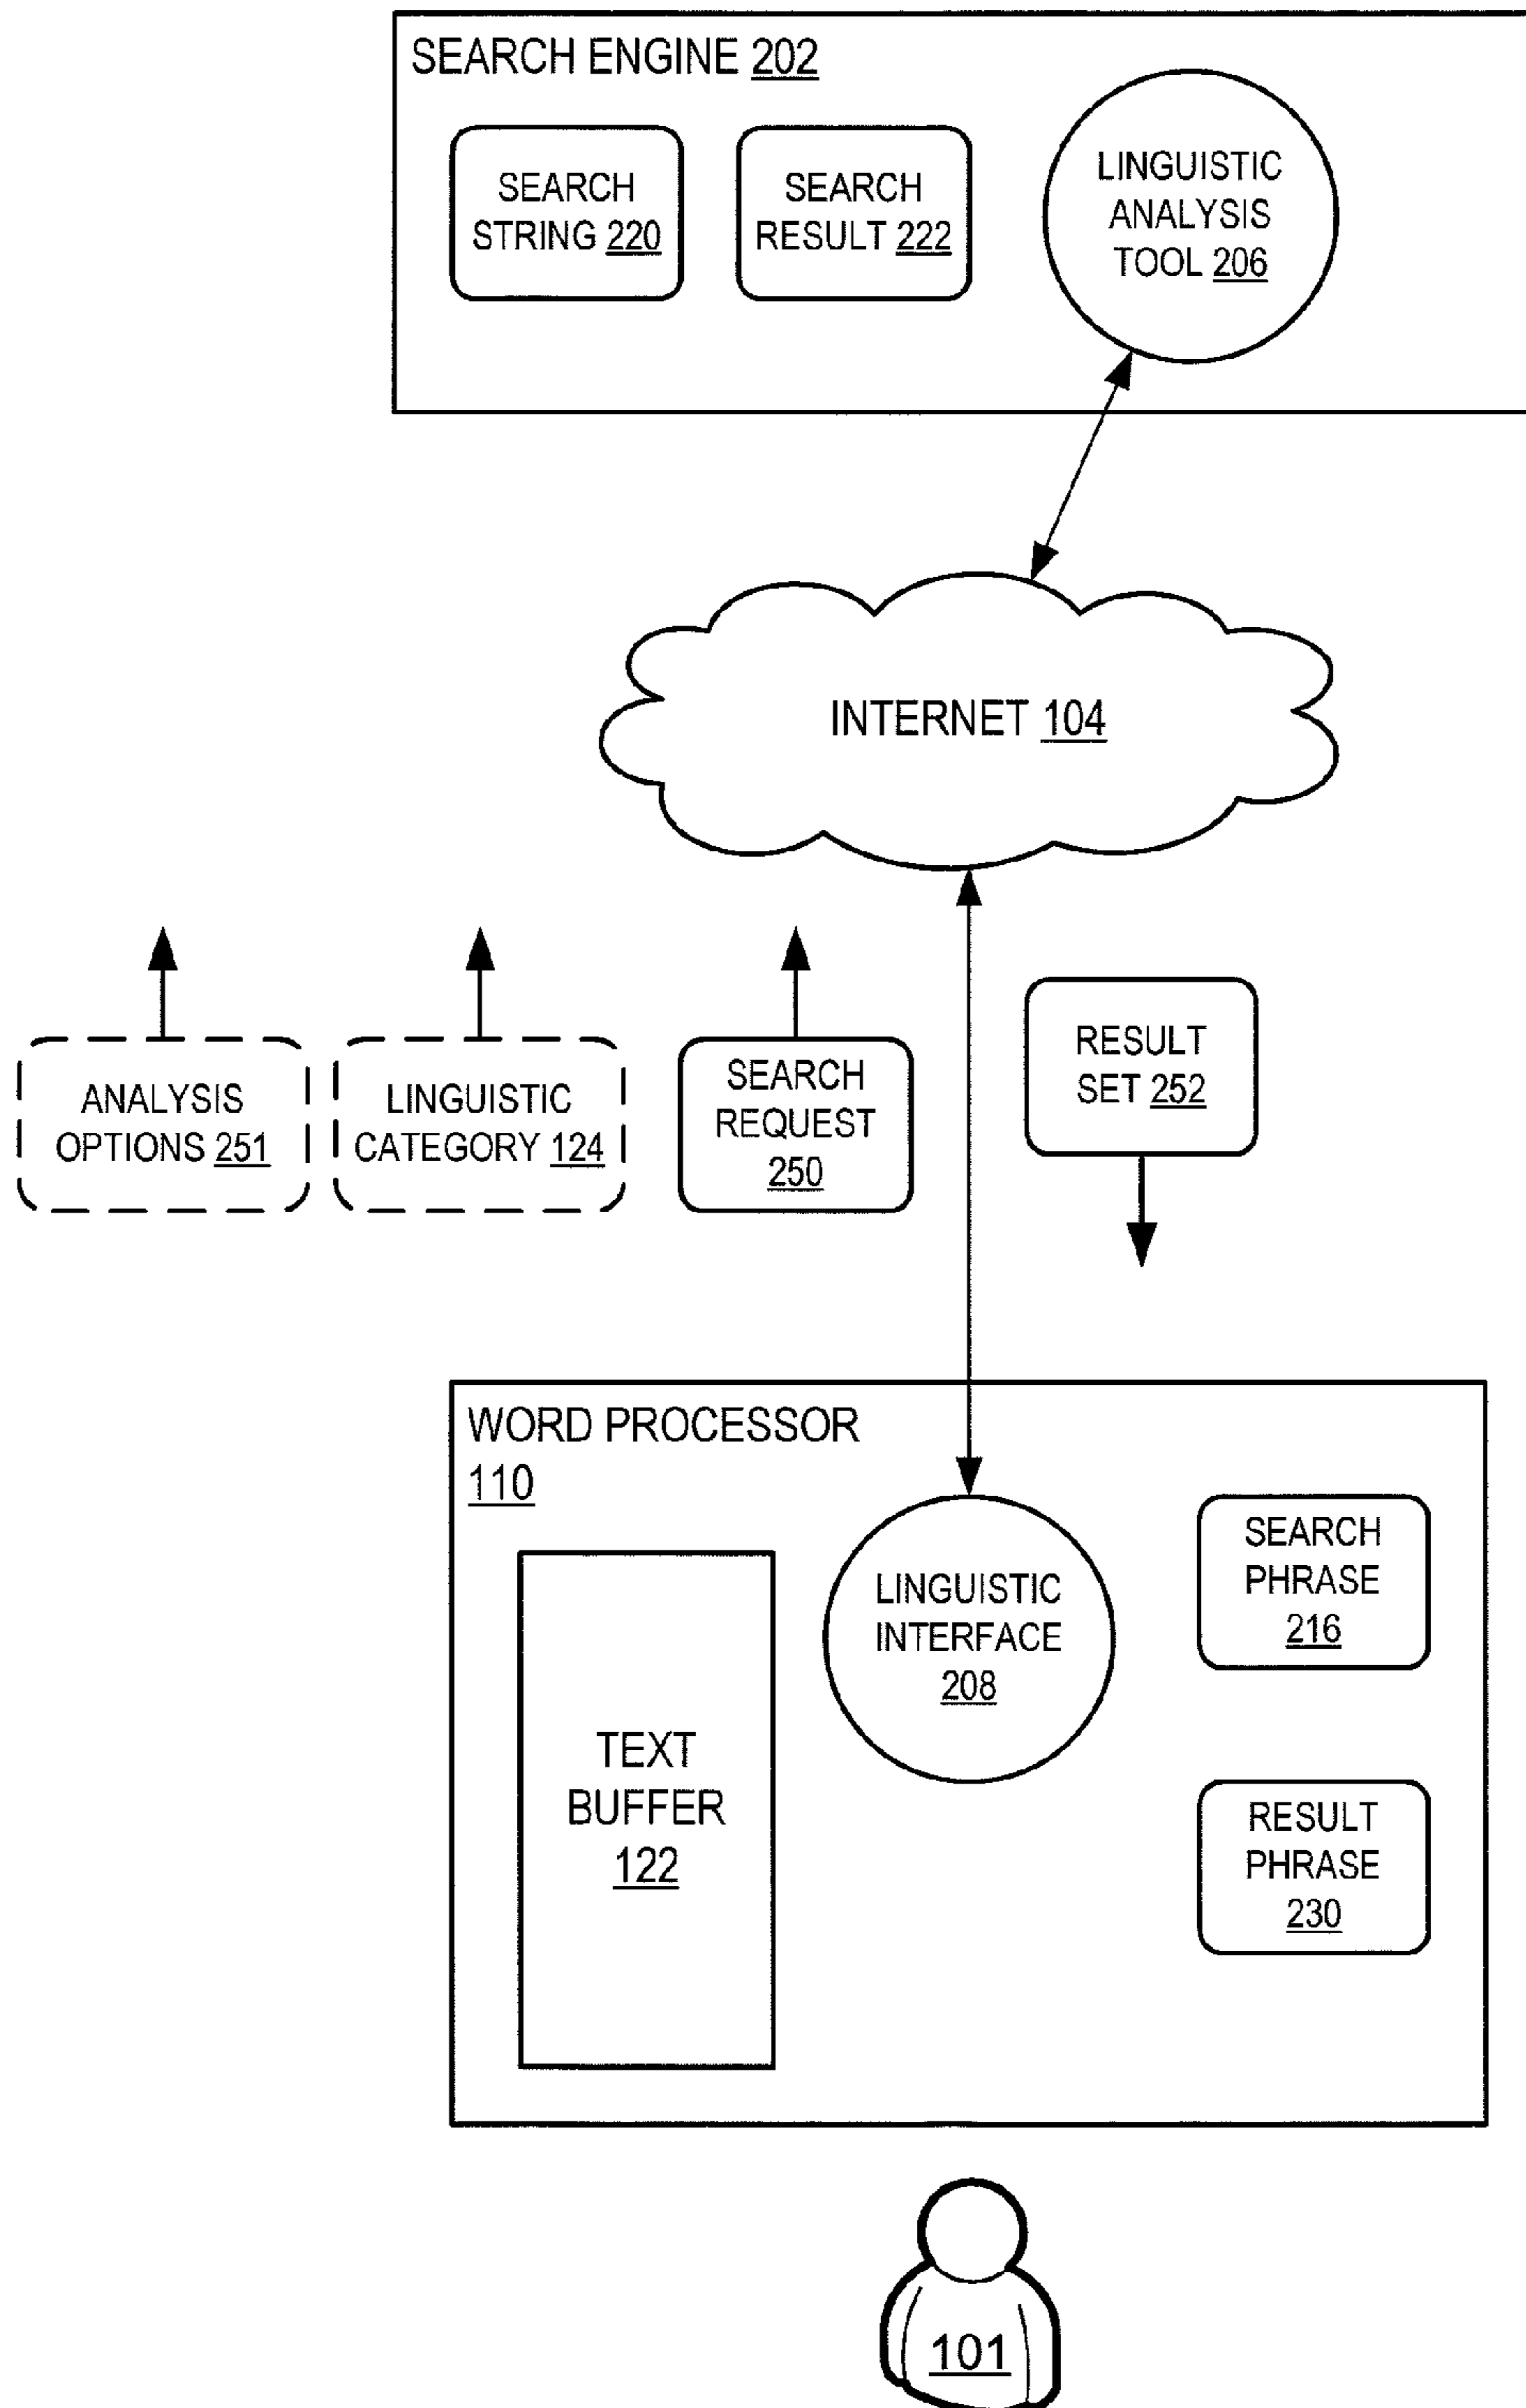 SEARCH ENGINE 202
SEARCH
STRING 220
SEARCH
RESULT 222
LINGUISTIC
ANALYSIS
TOOL 206
INTERNET 104
ANALYSIS
OPTIONS 251
LINGUISTIC
CATEGORY 124
SEARCH
REQUEST
250
RESULT
SET 252
WORD PROCESSOR
110
TEXT
BUFFER
122
LINGUISTIC
INTERFACE
208
SEARCH
PHRASE
216
RESULT
PHRASE
230
101